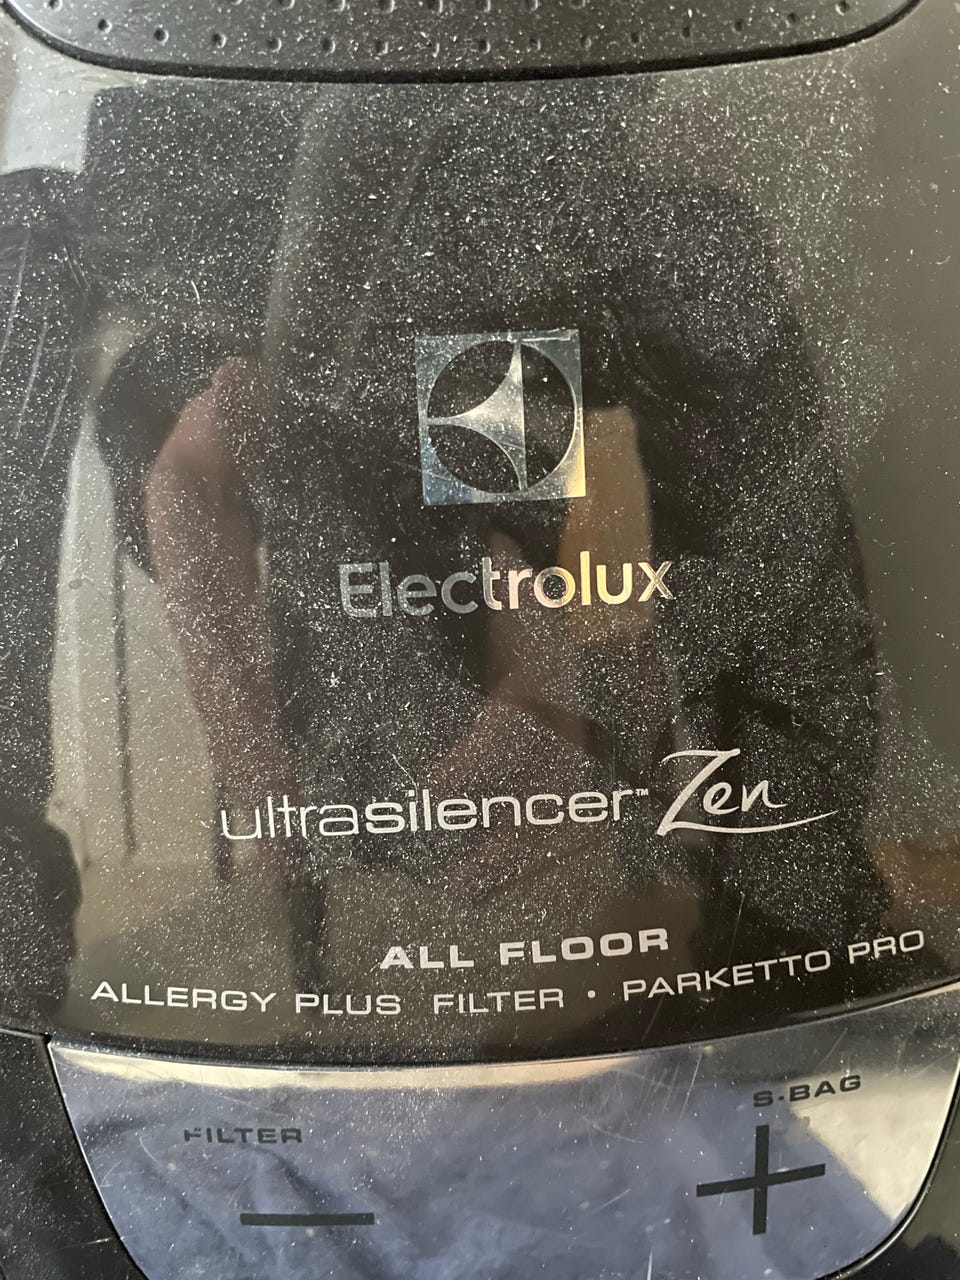 Electrolux
ultrasilencer™ Zen
ALL FLOOR
ALLERGY PLUS FILTER • PARKETTO PRO
S-BAG
FILTER
— +